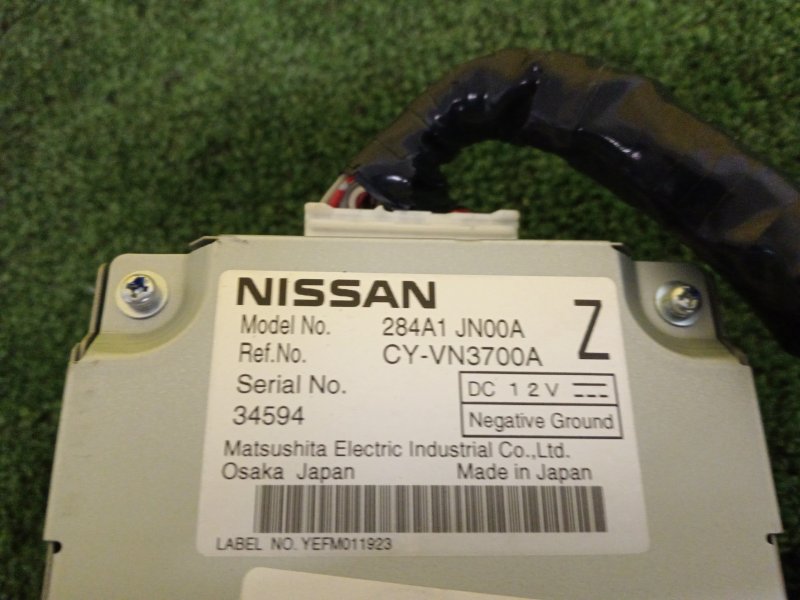 NISSAN Z
Model No. 284A1 JN00A
Ref.No. CY-VN3700A
Serial No. DC 12V
34594 Negative Ground
Matsushita Electric Industrial Co.,Ltd.
Osaka Japan Made in Japan
LABEL NO. YEFM011923